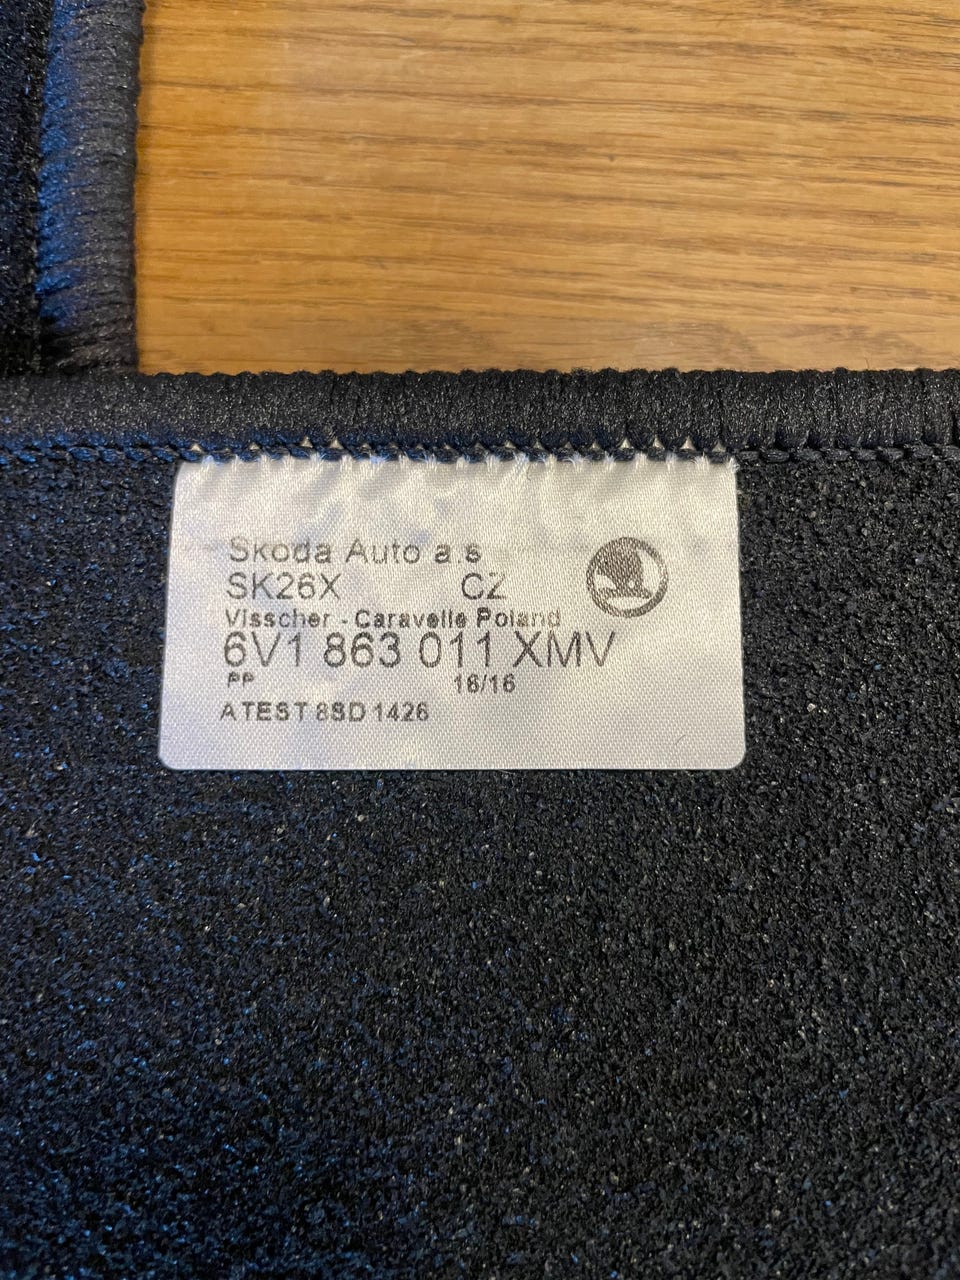 Skoda Auto a.s
SK26X CZ
Visscher - Caravelle Poland
6V1 863 011 XMV
PP 16/16
ATEST 8SD 1426